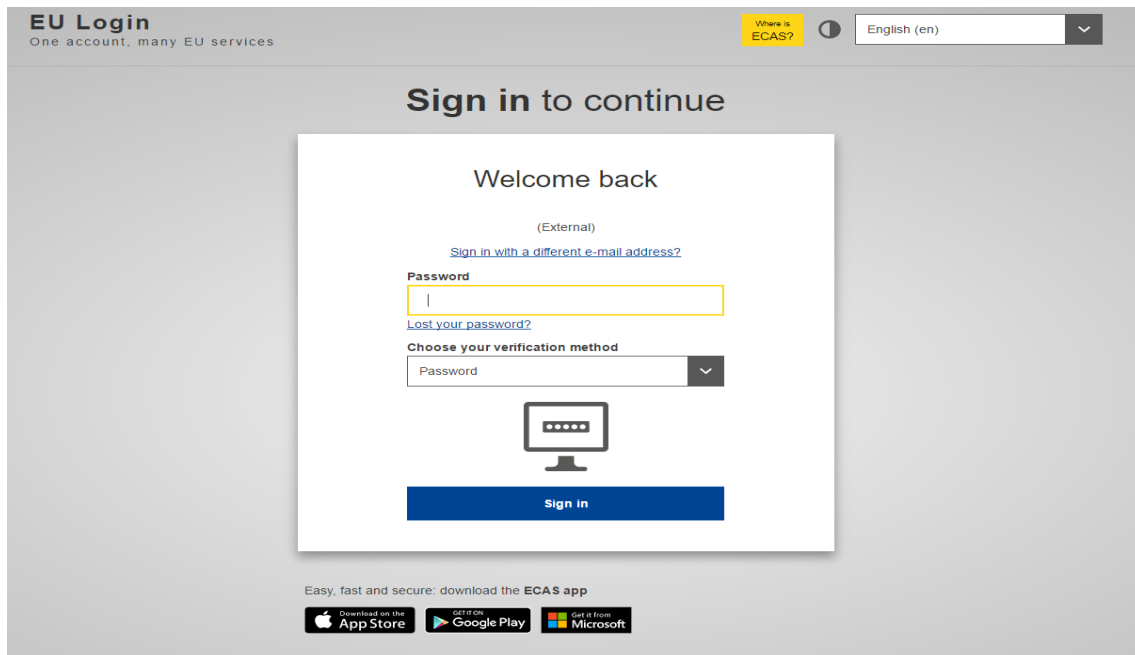 EU Login
One account, many EU services
Where is
ECAS?
English (en)
Sign in to continue
Welcome back
(External)
Sign in with a different e-mail address?
Password
Lost your password?
Choose your verification method
Password
Sign in
Easy, fast and secure: download the ECAS app
Download on the
App Store
GET IT ON
Google Play
Get it from
Microsoft